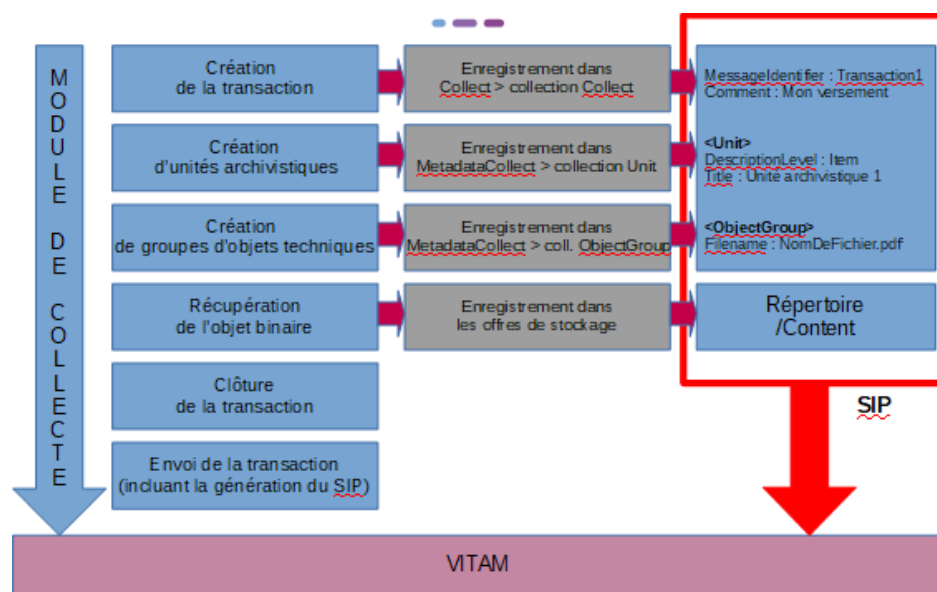 MODULE DE COLLECTE
Création
de la transaction
Enregistrement dans
Collect > collection Collect
MessageIdentifier : Transaction1
Comment : Mon versement
Création
d'unités archivistiques
Enregistrement dans
MetadataCollect > collection Unit
<Unit>
DescriptionLevel : Item
Title : Unité archivistique 1
Création
de groupes d'objets techniques
Enregistrement dans
MetadataCollect > coll. ObjectGroup
<ObjectGroup>
Filename : NomDeFichier.pdf
Récupération
de l'objet binaire
Enregistrement dans
les offres de stockage
Répertoire
/Content
Clôture
de la transaction
SIP
Envoi de la transaction
(incluant la génération du SIP)
VITAM